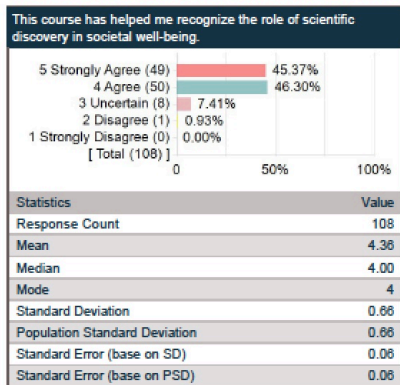 This course has helped me recognize the role of scientific
discovery in societal well-being.
5 Strongly Agree (49) 45.37%
4 Agree (50) 46.30%
3 Uncertain (8) 7.41%
2 Disagree (1) 0.93%
1 Strongly Disagree (0) 0.00%
[ Total (108) ]
0 50% 100%
Statistics Value
Response Count 108
Mean 4.36
Median 4.00
Mode 4
Standard Deviation 0.66
Population Standard Deviation 0.66
Standard Error (base on SD) 0.06
Standard Error (base on PSD) 0.06